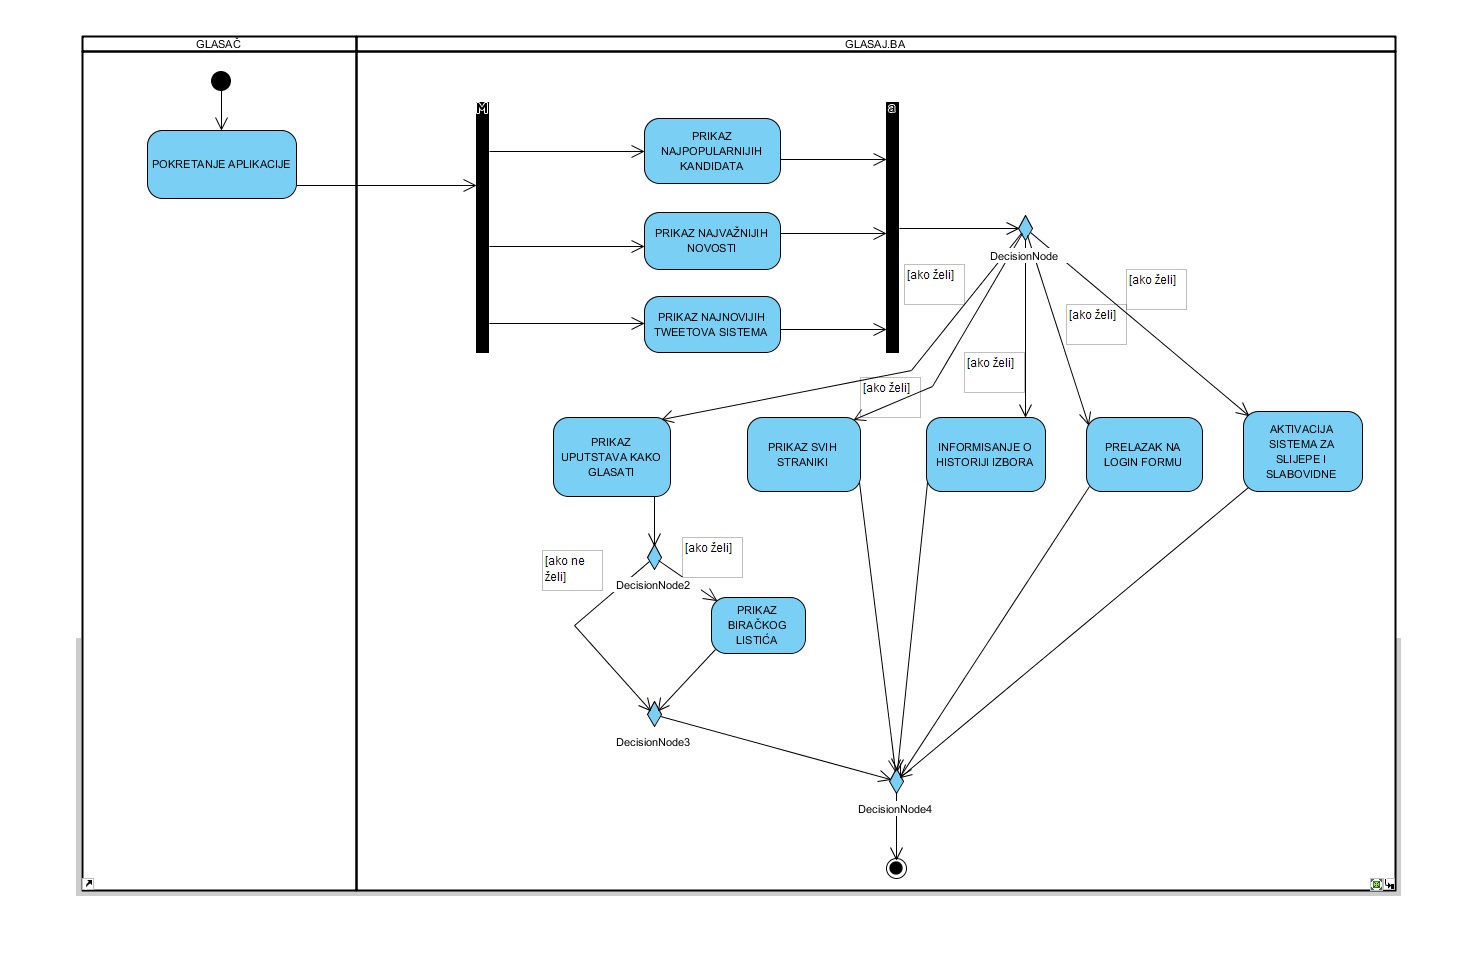 GLASAČ
GLASAJ.BA
M
a
POKRETANJE APLIKACIJE
PRIKAZ
NAJPOPULARNIJIH
KANDIDATA
PRIKAZ NAJVAŽNIJIH
NOVOSTI
PRIKAZ NAJNOVIJIH
TWEETOVA SISTEMA
DecisionNode
[ako želi]
[ako želi]
[ako želi]
[ako želi]
[ako želi]
PRIKAZ
UPUTSTAVA KAKO
GLASATI
PRIKAZ SVIH
STRANIKI
INFORMISANJE O
HISTORIJI IZBORA
PRELAZAK NA
LOGIN FORMU
AKTIVACIJA
SISTEMA ZA
SLIJEPE I
SLABOVIDNE
[ako ne
želi]
[ako želi]
DecisionNode2
PRIKAZ
BIRAČKOG
LISTIĆA
DecisionNode3
DecisionNode4